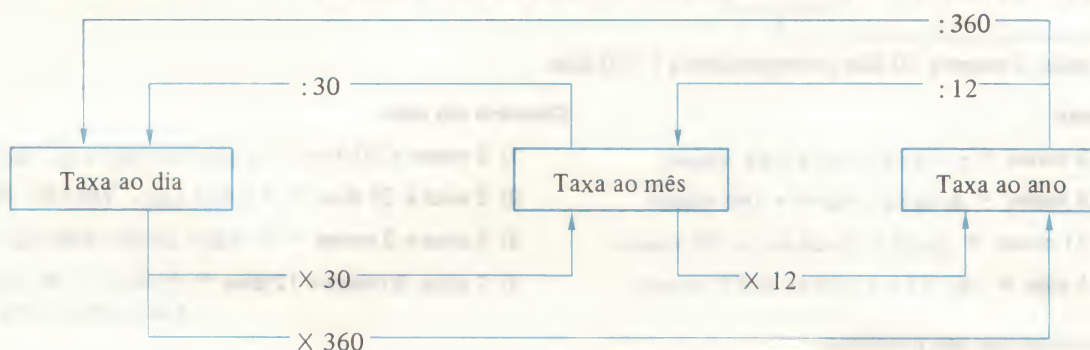 : 360
: 30
: 12
Taxa ao dia
Taxa ao mês
Taxa ao ano
X 30
X 12
X 360